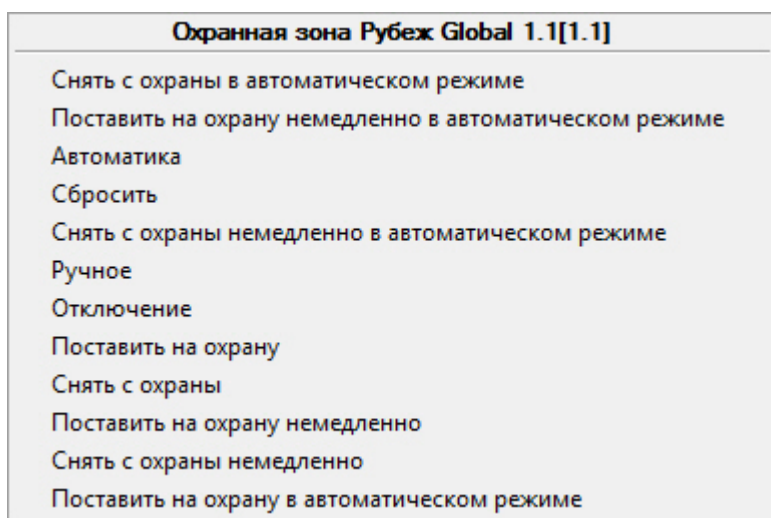 Охранная зона Рубеж Global 1.1[1.1]
Снять с охраны в автоматическом режиме
Поставить на охрану немедленно в автоматическом режиме
Автоматика
Сбросить
Снять с охраны немедленно в автоматическом режиме
Ручное
Отключение
Поставить на охрану
Снять с охраны
Поставить на охрану немедленно
Снять с охраны немедленно
Поставить на охрану в автоматическом режиме